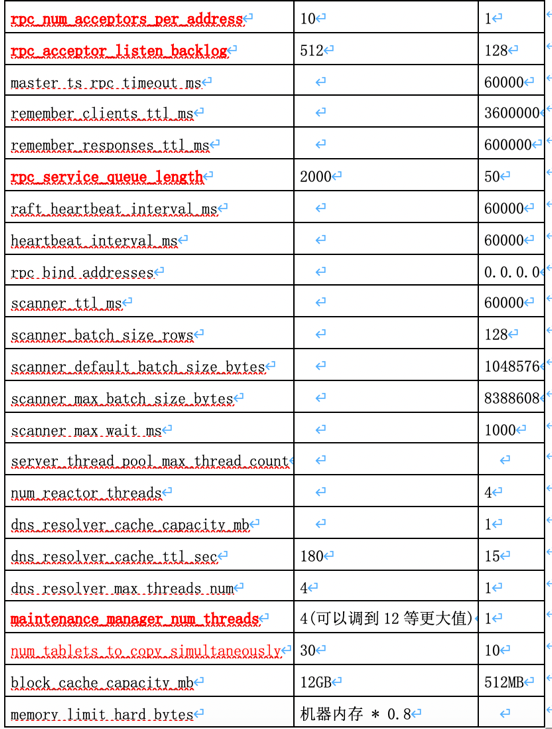 rpc_num_acceptors_per_address 10 1
rpc_acceptor_listen_backlog 512 128
master_ts_rpc_timeout_ms 60000
remember_clients_ttl_ms 3600000
remember_responses_ttl_ms 600000
rpc_service_queue_length 2000 50
raft_heartbeat_interval_ms 60000
heartbeat_interval_ms 60000
rpc_bind_addresses 0.0.0.0
scanner_ttl_ms 60000
scanner_batch_size_rows 128
scanner_default_batch_size_bytes 1048576
scanner_max_batch_size_bytes 8388608
scanner_max_wait_ms 1000
server_thread_pool_max_thread_count
num_reactor_threads 4
dns_resolver_cache_capacity_mb 1
dns_resolver_cache_ttl_sec 180 15
dns_resolver_max_threads_num 4 1
maintenance_manager_num_threads 4(可以调到 12 等更大值) 1
num_tablets_to_copy_simultaneously 30 10
block_cache_capacity_mb 12GB 512MB
memory_limit_hard_bytes 机器内存 * 0.8